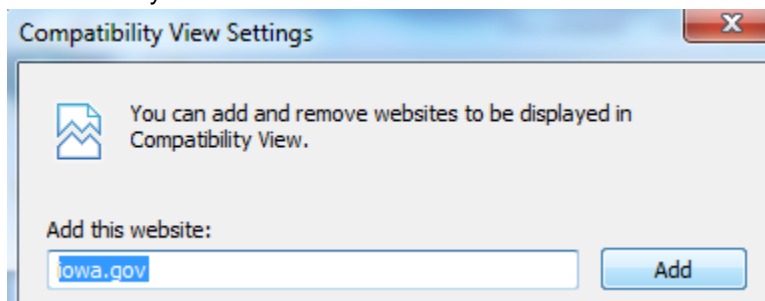 Compatibility View Settings
You can add and remove websites to be displayed in
Compatibility View.
Add this website:
iowa.gov
Add